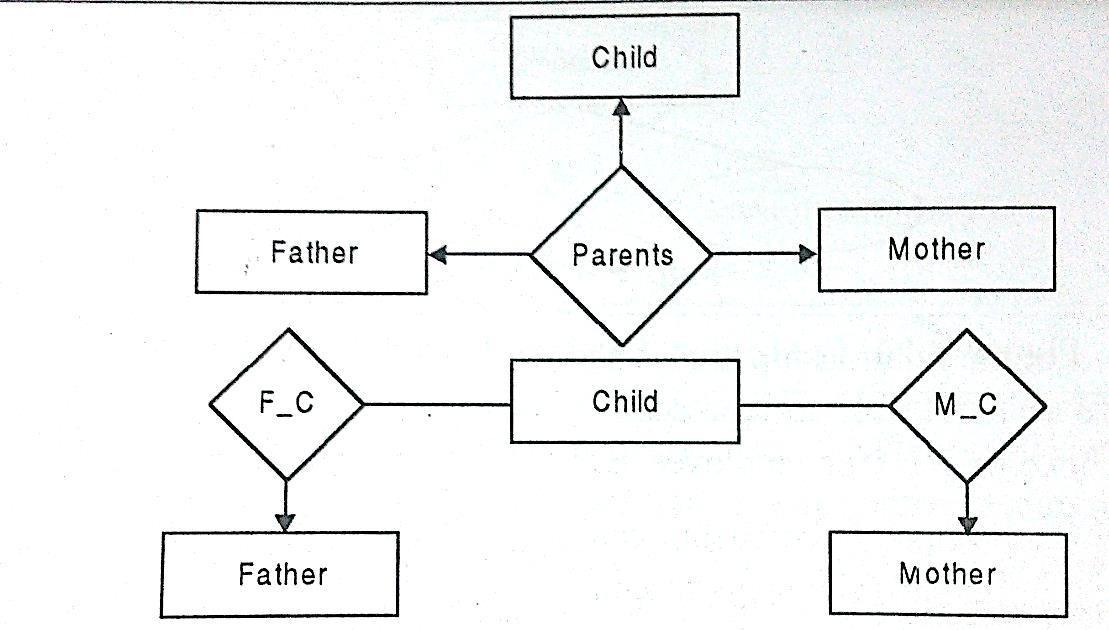 Child
Father
Parents
Mother
F_C
Child
M_C
Father
Mother